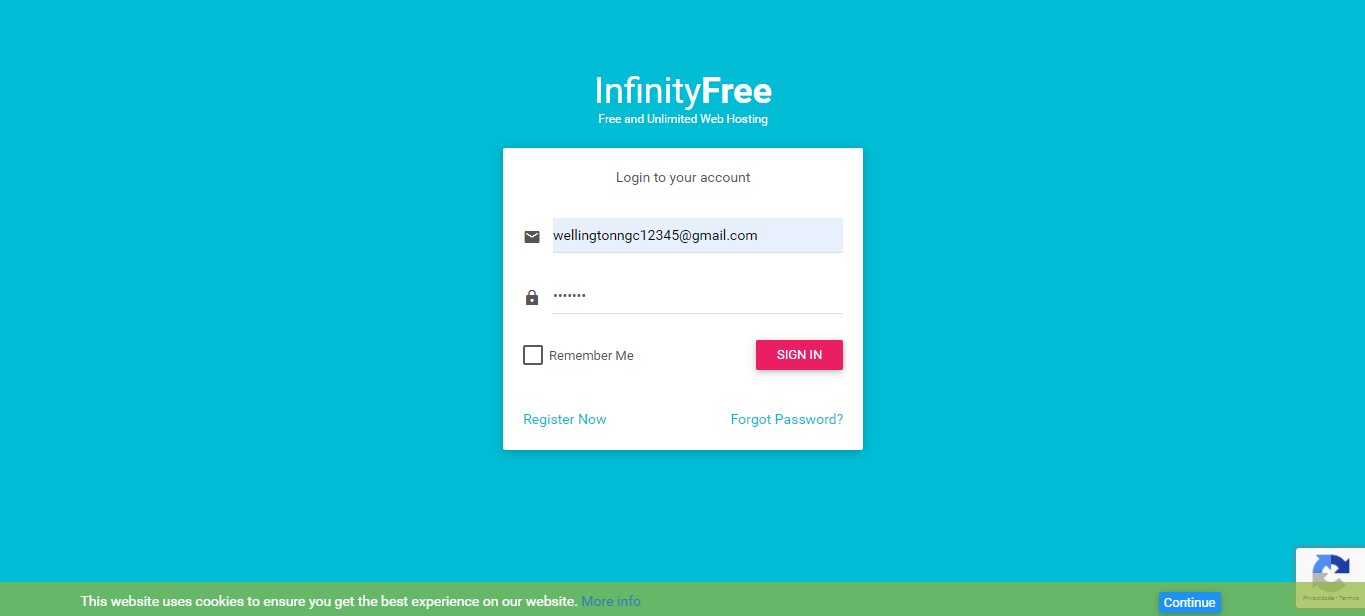 InfinityFree
Free and Unlimited Web Hosting
Login to your account
wellingtonngc12345@gmail.com
•••••••
Remember Me
SIGN IN
Register Now
Forgot Password?
This website uses cookies to ensure you get the best experience on our website. More info
Continue
Privacidade - Termos